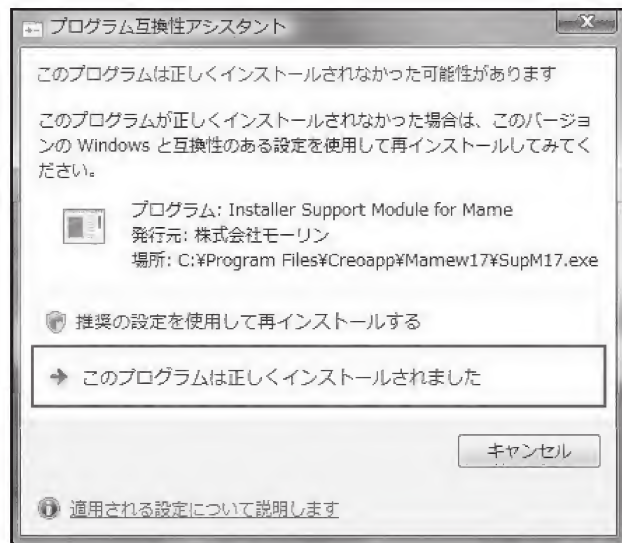 プログラム互換性アシスタント
このプログラムは正しくインストールされなかった可能性があります
このプログラムが正しくインストールされなかった場合は、このバージョ
ンの Windows と互換性のある設定を使用して再インストールしてみてく
ださい。
プログラム: Installer Support Module for Mame
発行元: 株式会社モーリン
場所: C:¥Program Files¥Creoapp¥Mamew17¥SupM17.exe
推奨の設定を使用して再インストールする
このプログラムは正しくインストールされました
キャンセル
適用される設定について説明します